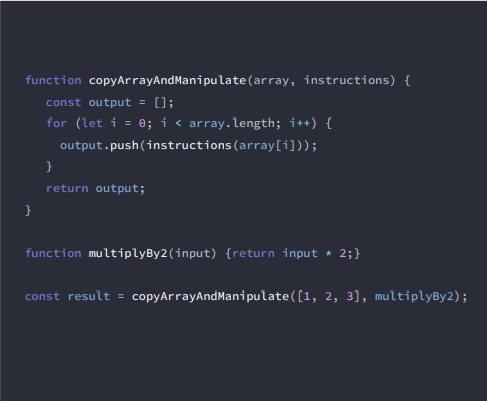 function copyArrayAndManipulate(array, instructions) {
   const output = [];
   for (let i = 0; i < array.length; i++) {
     output.push(instructions(array[i]));
   }
   return output;
}

function multiplyBy2(input) {return input * 2;}

const result = copyArrayAndManipulate([1, 2, 3], multiplyBy2);